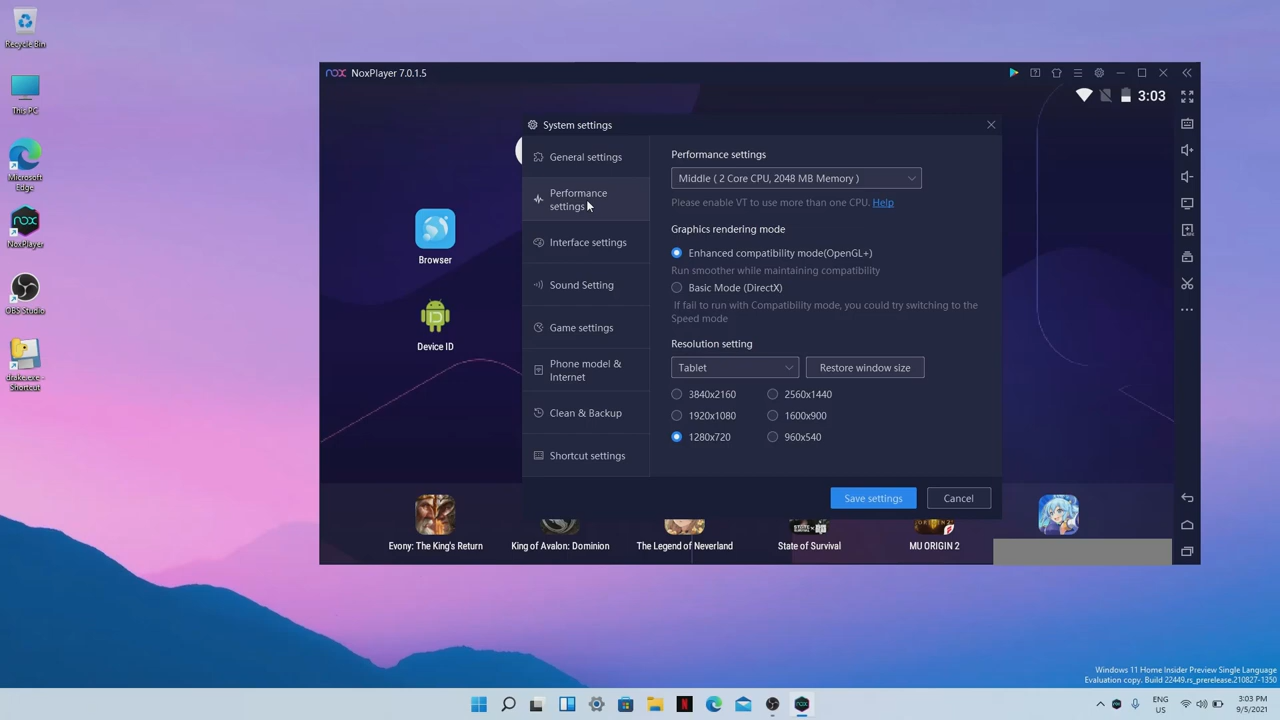 Recycle Bin
This PC
Microsoft
Edge
NoxPlayer
OBS Studio
drake.exe -
Shortcut
nox NoxPlayer 7.0.1.5
3:03
Browser
Device ID
System settings
General settings
Performance
settings
Interface settings
Sound Setting
Game settings
Phone model &
Internet
Clean & Backup
Shortcut settings
Performance settings
Middle ( 2 Core CPU, 2048 MB Memory )
Please enable VT to use more than one CPU. Help
Graphics rendering mode
Enhanced compatibility mode(OpenGL+)
Run smoother while maintaining compatibility
Basic Mode (DirectX)
If fail to run with Compatibility mode, you could try switching to the
Speed mode
Resolution setting
Tablet
Restore window size
3840x2160 2560x1440
1920x1080 1600x900
1280x720 960x540
Save settings Cancel
Evony: The King's Return King of Avalon: Dominion The Legend of Neverland State of Survival MU ORIGIN 2
Windows 11 Home Insider Preview Single Language
Evaluation copy. Build 22449.rs_prerelease.210827-1350
ENG
US
3:03 PM
9/5/2021